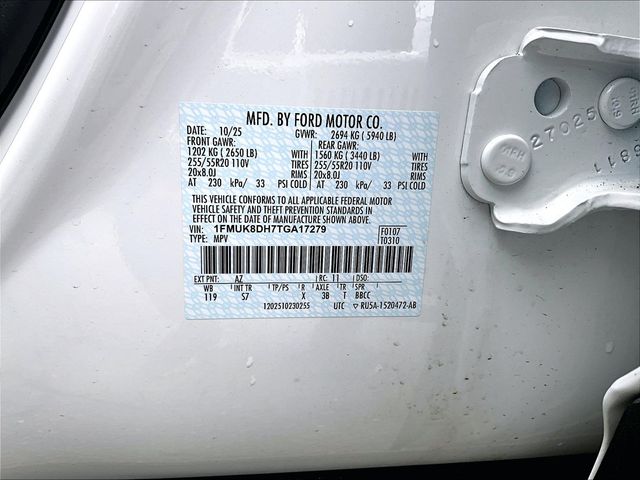 MFD. BY FORD MOTOR CO.
DATE: 10/25 GVWR: 2694 KG ( 5940 LB)
FRONT GAWR: REAR GAWR:
1202 KG ( 2650 LB) WITH 1560 KG ( 3440 LB) WITH
255/55R20 110V TIRES 255/55R20 110V TIRES
20x8.0J RIMS 20x8.0J RIMS
AT 230 kPa/ 33 PSI COLD AT 230 kPa/ 33 PSI COLD
THIS VEHICLE CONFORMS TO ALL APPLICABLE FEDERAL MOTOR
VEHICLE SAFETY AND THEFT PREVENTION STANDARDS IN
EFFECT ON THE DATE OF MANUFACTURE SHOWN ABOVE.
VIN: 1FMUK8DH7TGA17279 F0107
TYPE: MPV T0310
EXT PNT: AZ RC: 11 DSO:
WB INT TR TP/PS R AXLE TR SPR
119 S7 X 3B T BBCC
1202510230255 UTC ▽ RU5A-1520472-AB
27025
8811